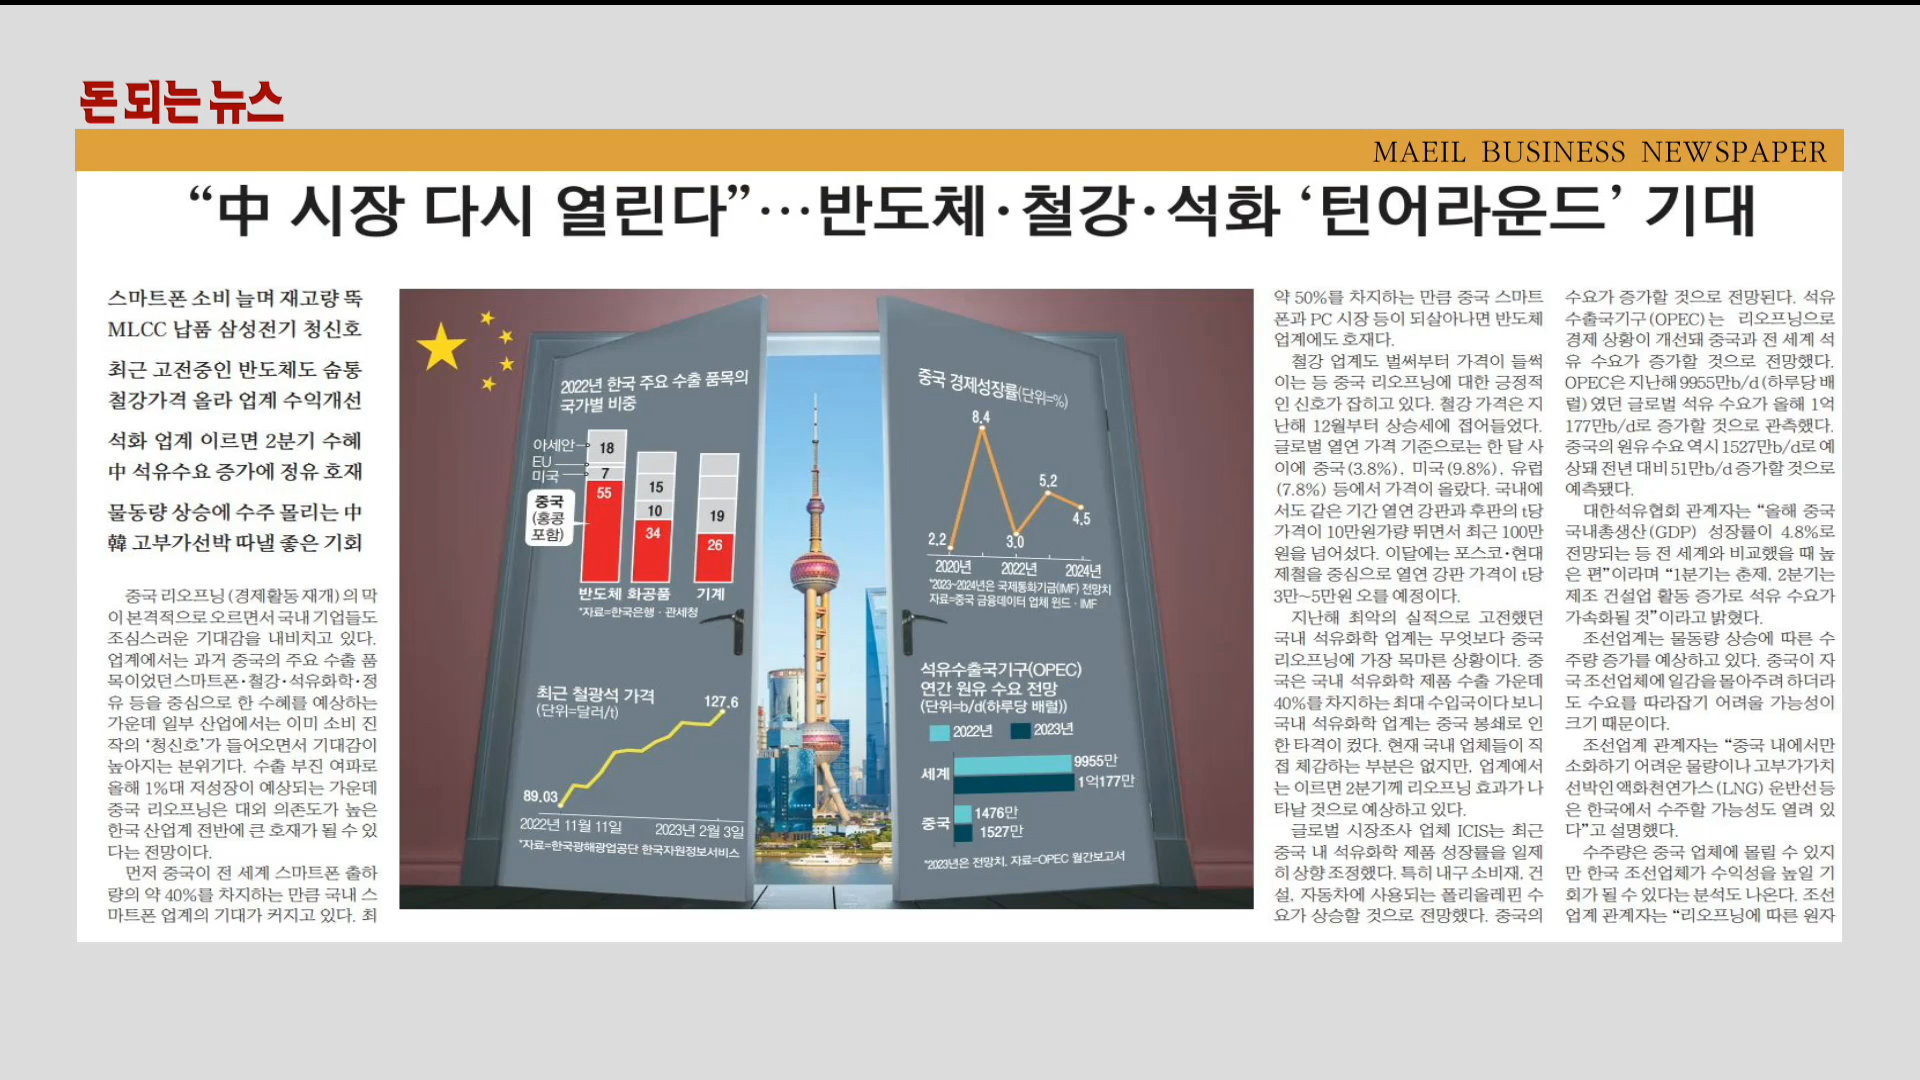 돈 되는 뉴스
MAEIL BUSINESS NEWSPAPER
“中 시장 다시 열린다”…반도체·철강·석화 ‘턴어라운드’ 기대
스마트폰 소비 늘며 재고량 뚝
MLCC 납품 삼성전기 청신호
최근 고전중인 반도체도 숨통
철강가격 올라 업계 수익개선
석화 업계 이르면 2분기 수혜
中 석유수요 증가에 정유 호재
물동량 상승에 수주 몰리는 中
韓 고부가선박 따낼 좋은 기회
중국 리오프닝(경제활동 재개)의 막
이 본격적으로 오르면서 국내 기업들도
조심스러운 기대감을 내비치고 있다.
업계에서는 과거 중국의 주요 수출 품
목이었던 스마트폰·철강·석유화학·정
유 등을 중심으로 한 수혜를 예상하는
가운데 일부 산업에서는 이미 소비 진
작의 ‘청신호’가 들어오면서 기대감이
높아지는 분위기다. 수출 부진 여파로
올해 1%대 저성장이 예상되는 가운데
중국 리오프닝은 대외 의존도가 높은
한국 산업계 전반에 큰 호재가 될 수 있
다는 전망이다.
먼저 중국이 전 세계 스마트폰 출하
량의 약 40%를 차지하는 만큼 국내 스
마트폰 업계의 기대가 커지고 있다. 최
2022년 한국 주요 수출 품목의
국가별 비중
아세안
EU
미국
중국
(홍콩
포함)
18
7
55
15
10
34
19
26
반도체 화공품 기계
*자료=한국은행·관세청
최근 철광석 가격
(단위=달러/t)
127.6
89.03
2022년 11월 11일 2023년 2월 3일
*자료=한국광해광업공단 한국자원정보서비스
중국 경제성장률(단위=%)
8.4
5.2
4.5
2.2
3.0
2020년 2022년 2024년
*2023~2024년은 국제통화기금(IMF) 전망치
자료=중국 금융데이터 업체 윈드·IMF
석유수출국기구(OPEC)
연간 원유 수요 전망
(단위=b/d(하루당 배럴))
2022년 2023년
세계
9955만
1억177만
중국
1476만
1527만
*2023년은 전망치, 자료=OPEC 월간보고서
약 50%를 차지하는 만큼 중국 스마트
폰과 PC 시장 등이 되살아나면 반도체
업계에도 호재다.
철강 업계도 벌써부터 가격이 들썩
이는 등 중국 리오프닝에 대한 긍정적
인 신호가 잡히고 있다. 철강 가격은 지
난해 12월부터 상승세에 접어들었다.
글로벌 열연 가격 기준으로는 한 달 사
이에 중국(3.8%), 미국(9.8%), 유럽
(7.8%) 등에서 가격이 올랐다. 국내에
서도 같은 기간 열연 강판과 후판의 t당
가격이 10만원가량 뛰면서 최근 100만
원을 넘어섰다. 이달에는 포스코·현대
제철을 중심으로 열연 강판 가격이 t당
3만~5만원 오를 예정이다.
지난해 최악의 실적으로 고전했던
국내 석유화학 업계는 무엇보다 중국
리오프닝에 가장 목마른 상황이다. 중
국은 국내 석유화학 제품 수출 가운데
40%를 차지하는 최대 수입국이다 보니
국내 석유화학 업계는 중국 봉쇄로 인
한 타격이 컸다. 현재 국내 업체들이 직
접 체감하는 부분은 없지만, 업계에서
는 이르면 2분기께 리오프닝 효과가 나
타날 것으로 예상하고 있다.
글로벌 시장조사 업체 ICIS는 최근
중국 내 석유화학 제품 성장률을 일제
히 상향 조정했다. 특히 내구 소비재, 건
설, 자동차에 사용되는 폴리올레핀 수
요가 상승할 것으로 전망했다. 중국의
수요가 증가할 것으로 전망된다. 석유
수출국기구(OPEC)는 리오프닝으로
경제 상황이 개선돼 중국과 전 세계 석
유 수요가 증가할 것으로 전망했다.
OPEC은 지난해 9955만b/d(하루당 배
럴)였던 글로벌 석유 수요가 올해 1억
177만b/d로 증가할 것으로 관측했다.
중국의 원유 수요 역시 1527만b/d로 예
상돼 전년 대비 51만b/d 증가할 것으로
예측됐다.
대한석유협회 관계자는 “올해 중국
국내총생산(GDP) 성장률이 4.8%로
전망되는 등 전 세계와 비교했을 때 높
은 편”이라며 “1분기는 춘제, 2분기는
제조 건설업 활동 증가로 석유 수요가
가속화될 것”이라고 밝혔다.
조선업계는 물동량 상승에 따른 수
주량 증가를 예상하고 있다. 중국이 자
국 조선업체에 일감을 몰아주려 하더라
도 수요를 따라잡기 어려울 가능성이
크기 때문이다.
조선업계 관계자는 “중국 내에서만
소화하기 어려운 물량이나 고부가가치
선박인 액화천연가스(LNG) 운반선 등
은 한국에서 수주할 가능성도 열려 있
다”고 설명했다.
수주량은 중국 업체에 몰릴 수 있지
만 한국 조선업체가 수익성을 높일 기
회가 될 수 있다는 분석도 나온다. 조선
업계 관계자는 “리오프닝에 따른 원자